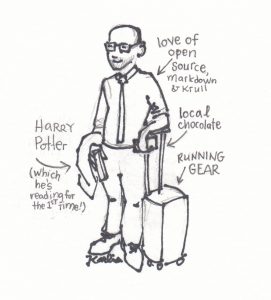 love of
open
source,
markdown
& Krull
local
chocolate
HARRY
Potter
RUNNING
GEAR
(which
he's
reading for
the 1st time!)